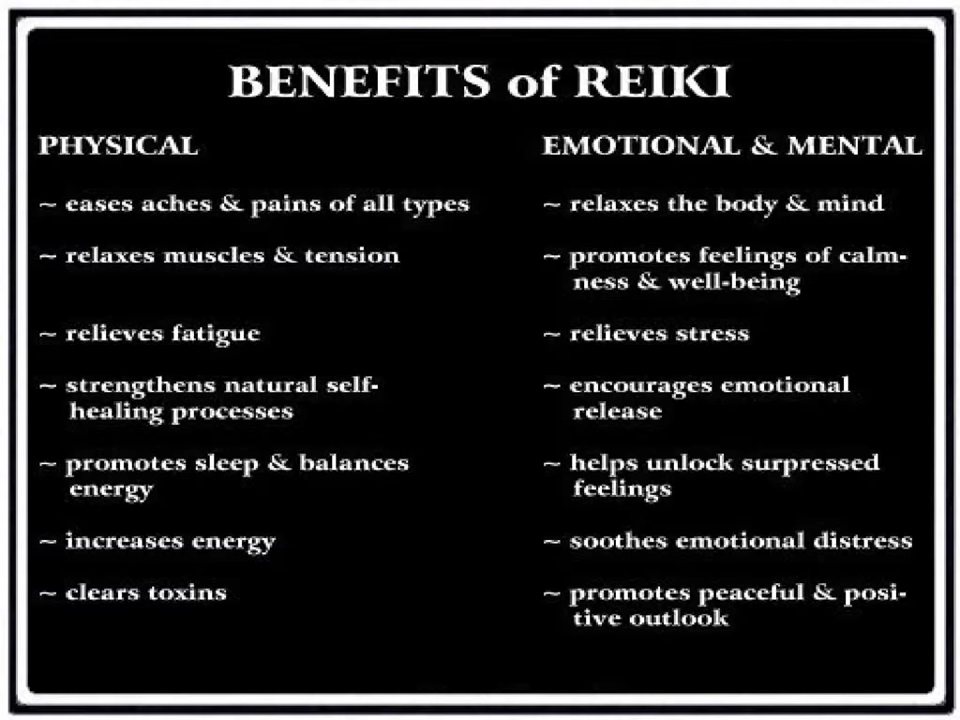 BENEFITS of REIKI
PHYSICAL
~ eases aches & pains of all types
~ relaxes muscles & tension
~ relieves fatigue
~ strengthens natural self-
healing processes
~ promotes sleep & balances
energy
~ increases energy
~ clears toxins
EMOTIONAL & MENTAL
~ relaxes the body & mind
~ promotes feelings of calm-
ness & well-being
~ relieves stress
~ encourages emotional
release
~ helps unlock surpressed
feelings
~ soothes emotional distress
~ promotes peaceful & posi-
tive outlook